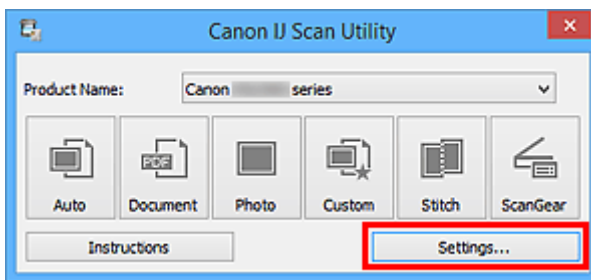 Canon IJ Scan Utility
Product Name: Canon series
PDF
Auto Document Photo Custom Stitch ScanGear
Instructions Settings...